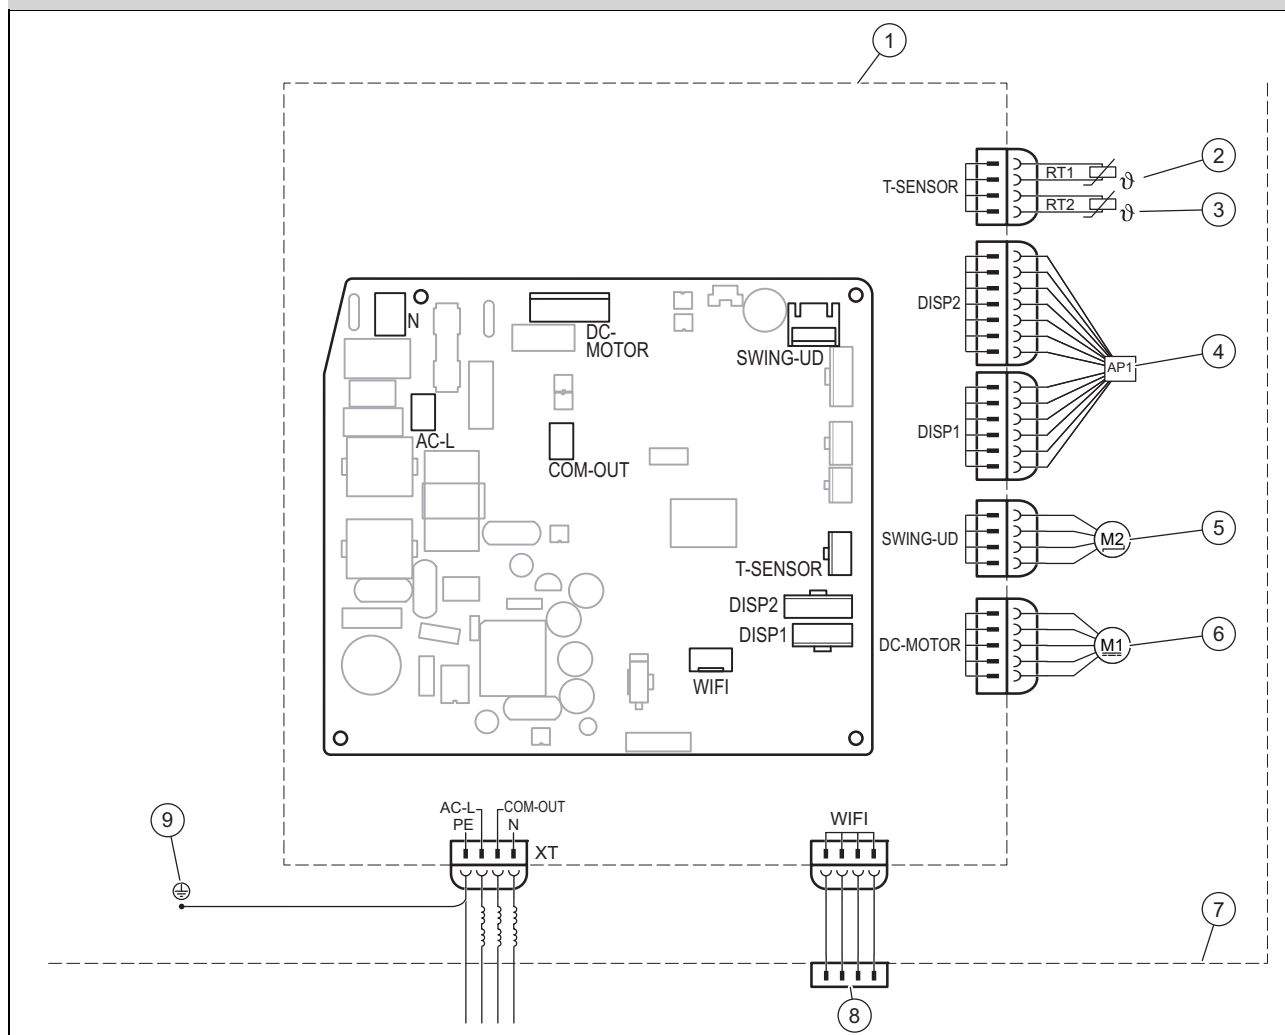 1
2
T-SENSOR
RT1
ϑ
RT2
ϑ
3
DISP2
AP1
4
DISP1
N
DC-
MOTOR
SWING-UD
AC-L
COM-OUT
SWING-UD
M2
5
T-SENSOR
DISP2
DISP1
WIFI
DC-MOTOR
M1
6
AC-L
COM-OUT
PE
N
XT
WIFI
9
7
8